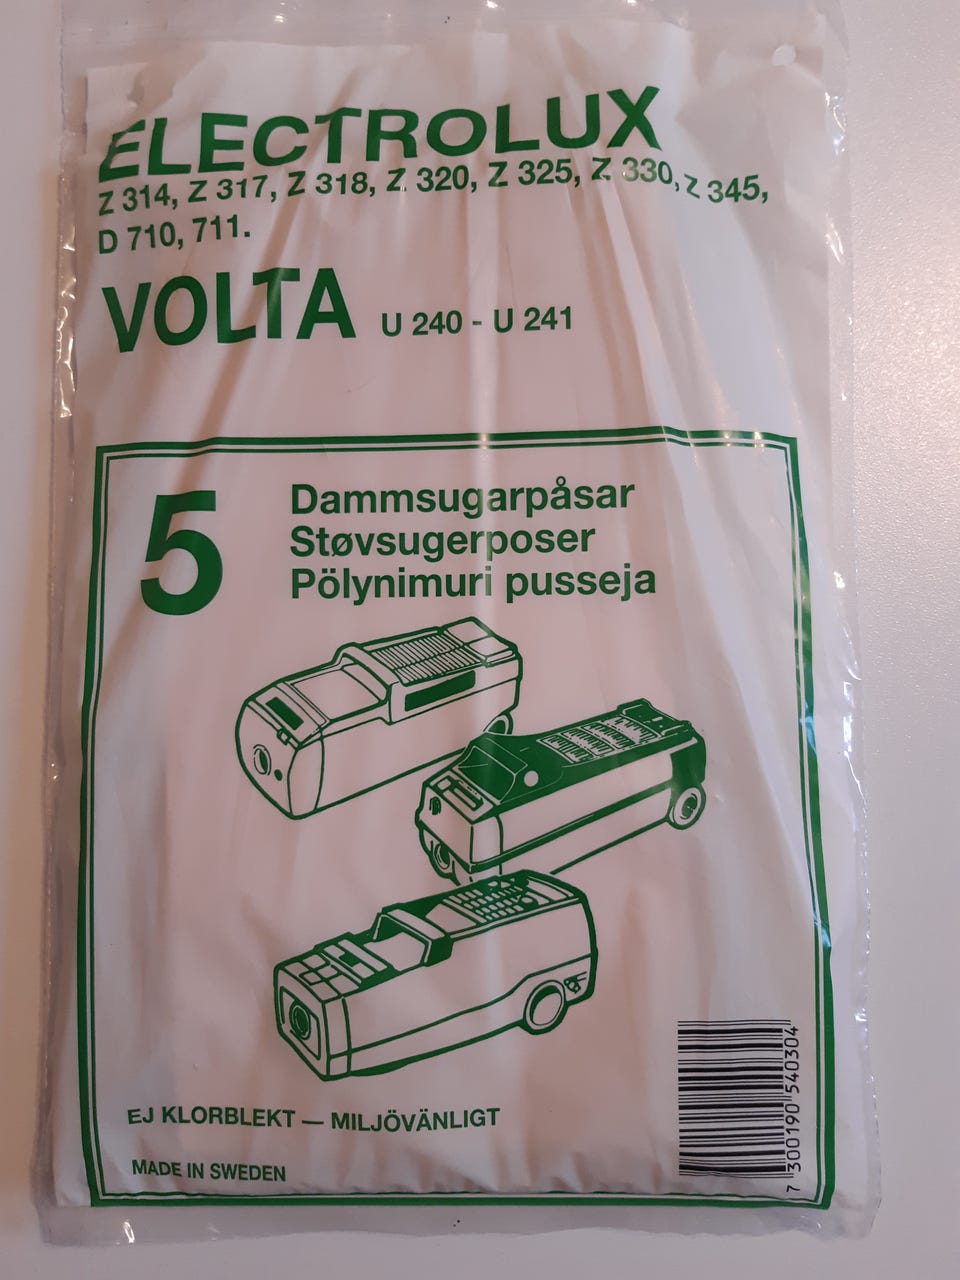 ELECTROLUX
Z 314, Z 317, Z 318, Z 320, Z 325, Z 330, Z 345,
D 710, 711.
VOLTA U 240 - U 241
5
Dammsugarpåsar
Støvsugerposer
Pölynimuri pusseja
EJ KLORBLEKT — MILJÖVÄNLIGT
MADE IN SWEDEN
7 300190 540304